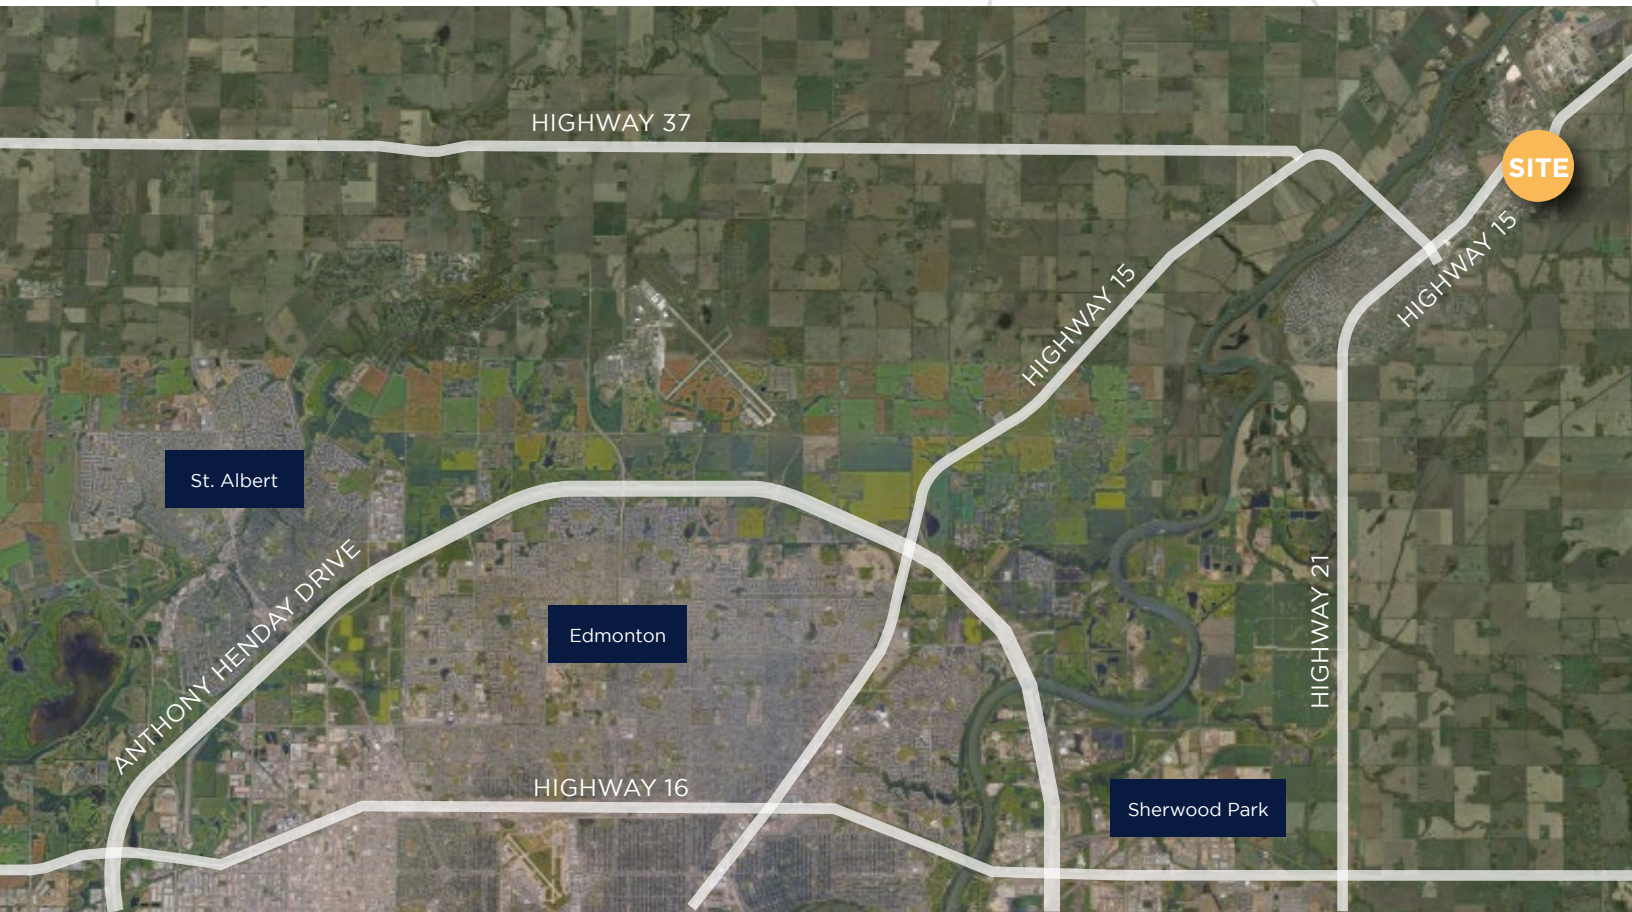 HIGHWAY 37
SITE
HIGHWAY 15
HIGHWAY 15
St. Albert
ANTHONY HENDAY DRIVE
Edmonton
HIGHWAY 21
HIGHWAY 16
Sherwood Park